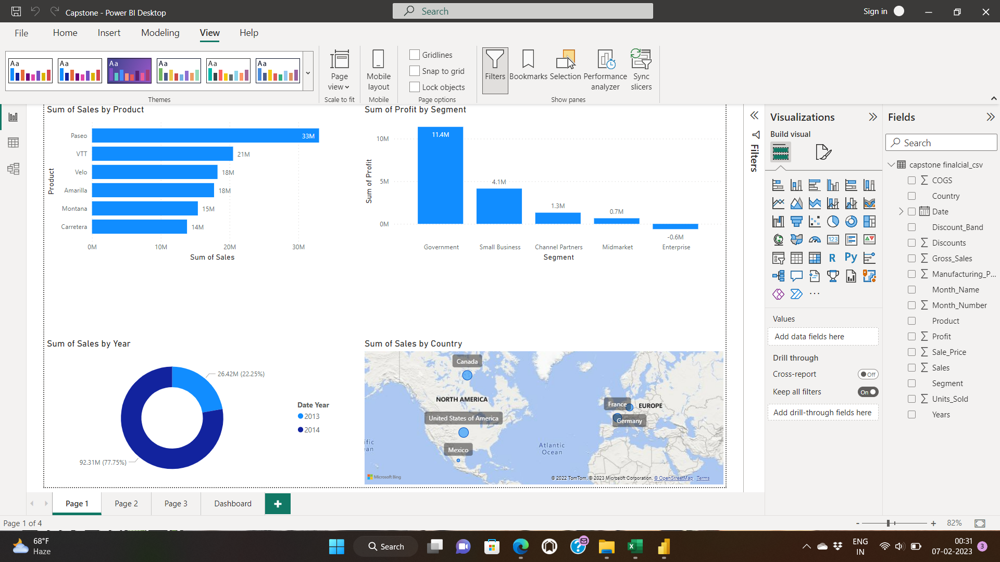 Capstone - Power BI Desktop
Search
Sign in
File
Home
Insert
Modeling
View
Help
Aa
Aa
Aa
Aa
Aa
Aa
Themes
Page
view
Scale to fit
Mobile
layout
Mobile
Gridlines
Snap to grid
Lock objects
Page options
Filters
Bookmarks
Selection
Performance
analyzer
Sync
slicers
Show panes
Sum of Sales by Product
Product
Paseo
33M
VTT
21M
Velo
18M
Amarilla
18M
Montana
15M
Carretera
14M
0M
10M
20M
30M
Sum of Sales
Sum of Profit by Segment
Sum of Profit
10M
5M
0M
11.4M
4.1M
1.3M
0.7M
-0.6M
Government
Small Business
Channel Partners
Midmarket
Enterprise
Segment
Sum of Sales by Year
26.42M (22.25%)
92.31M (77.75%)
Date Year
2013
2014
Sum of Sales by Country
Canada
NORTH AMERICA
United States of America
Mexico
France
EUROPE
Germany
ific
an
Atlantic
Ocean
Microsoft Bing
© 2022 TomTom, © 2023 Microsoft Corporation, © OpenStreetMap Terms
Filters
Visualizations
Build visual
123
R
Py
...
Values
Add data fields here
Drill through
Cross-report
Off
Keep all filters
On
Add drill-through fields here
Fields
Search
capstone finalcial_csv
COGS
Country
Date
Discount_Band
Discounts
Gross_Sales
Manufacturing_P...
Month_Name
Month_Number
Product
Profit
Sale_Price
Sales
Segment
Units_Sold
Years
Page 1
Page 2
Page 3
Dashboard
+
Page 1 of 4
- + 82%
68°F
Haze
Search
ENG
IN
00:31
07-02-2023
3